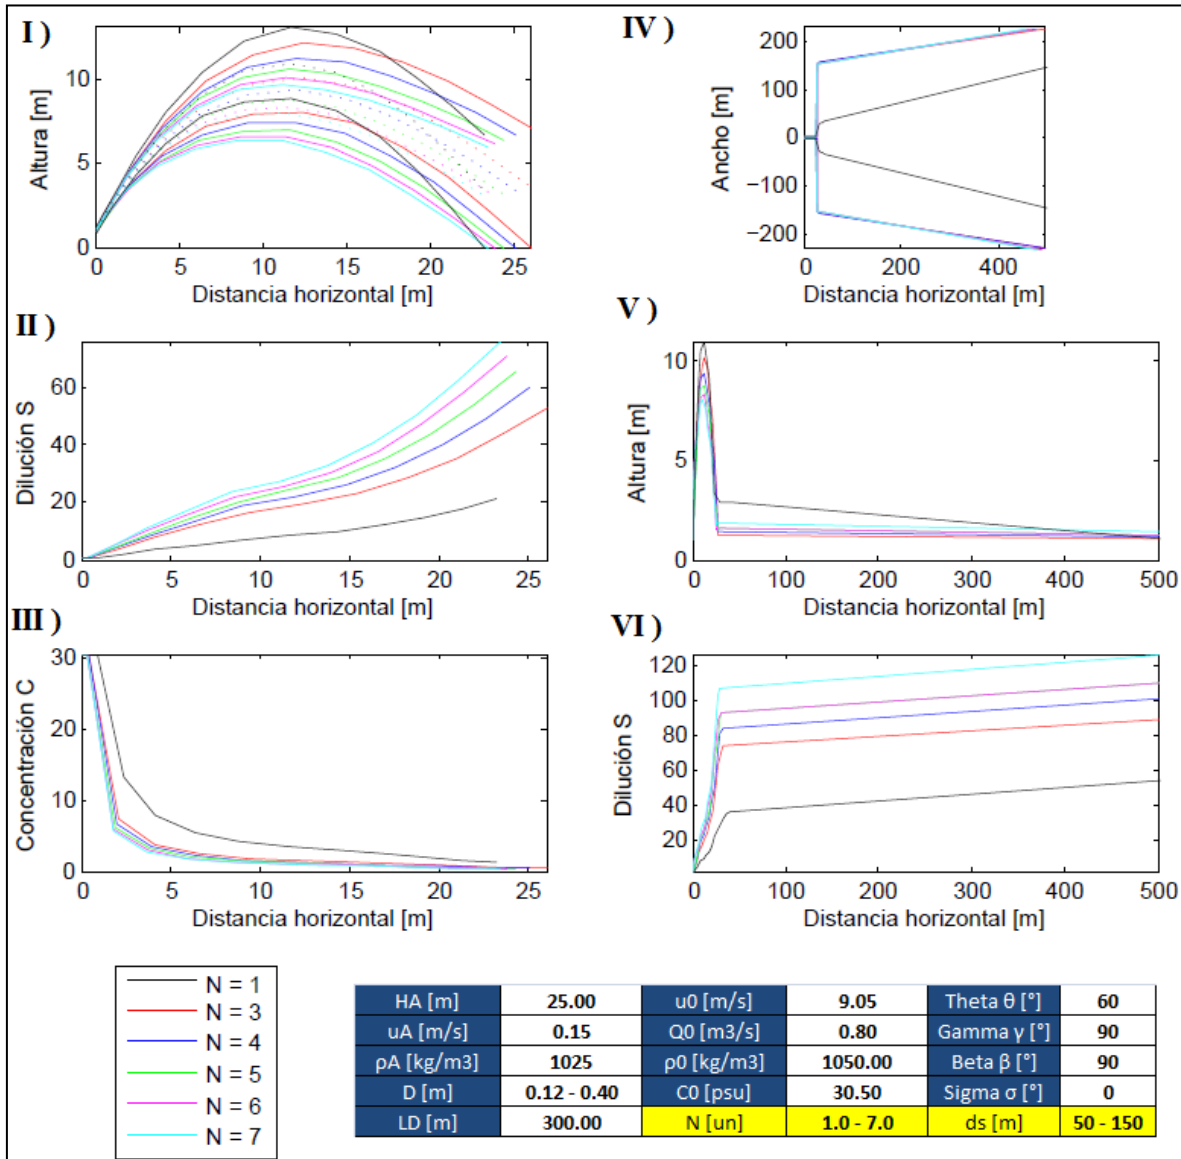 I )
10
5
0
Altura [m]
0 5 10 15 20 25
Distancia horizontal [m]
IV )
200
100
0
−100
−200
Ancho [m]
0 200 400
Distancia horizontal [m]
II )
60
40
20
0
Dilución S
0 5 10 15 20 25
Distancia horizontal [m]
V )
10
5
Altura [m]
0 100 200 300 400 500
Distancia horizontal [m]
III )
30
20
10
0
Concentración C
0 5 10 15 20 25
Distancia horizontal [m]
VI )
120
100
80
60
40
20
Dilución S
0 100 200 300 400 500
Distancia horizontal [m]
N = 1
N = 3
N = 4
N = 5
N = 6
N = 7
HA [m] 25.00 u0 [m/s] 9.05 Theta θ [°] 60
uA [m/s] 0.15 Q0 [m3/s] 0.80 Gamma γ [°] 90
ρA [kg/m3] 1025 ρ0 [kg/m3] 1050.00 Beta β [°] 90
D [m] 0.12 - 0.40 C0 [psu] 30.50 Sigma σ [°] 0
LD [m] 300.00 N [un] 1.0 - 7.0 ds [m] 50 - 150